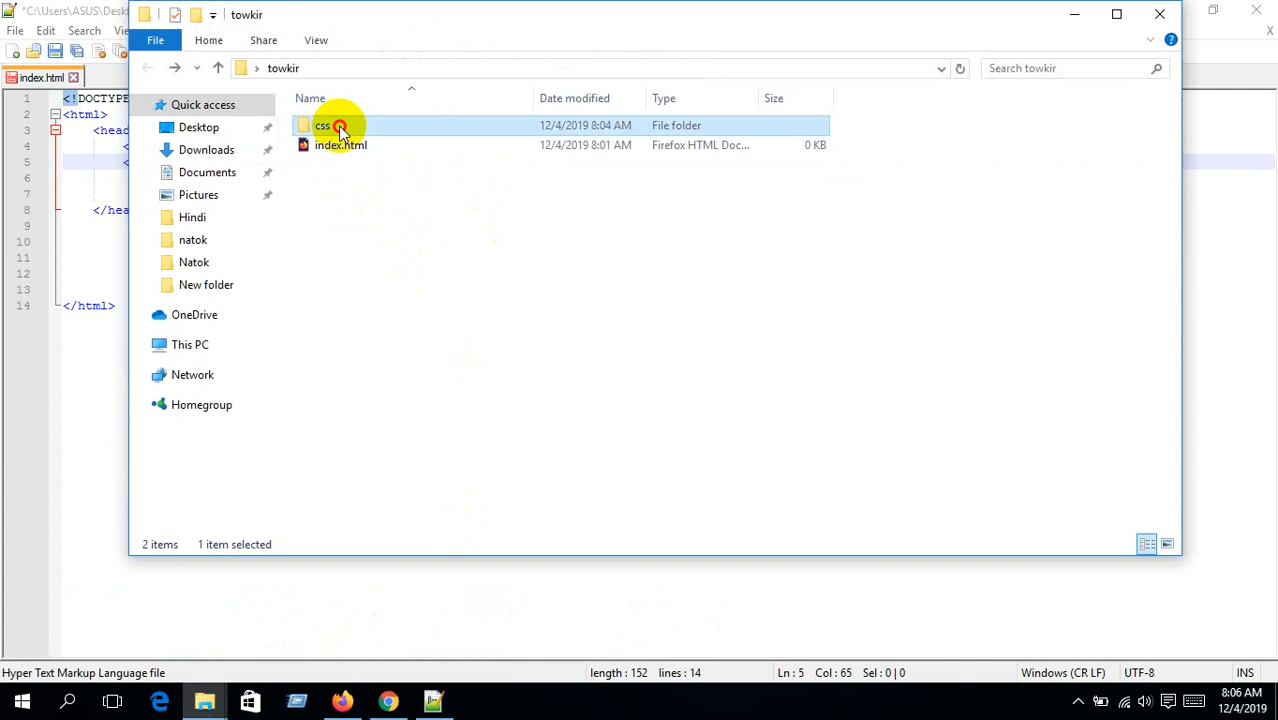 *C:\Users\ASUS\Desk
towkir
File Edit Search
File Home Share View
towkir
Search towkir
index.html
Name Date modified Type Size
Quick access
Desktop
Downloads
Documents
Pictures
Hindi
natok
Natok
New folder
OneDrive
This PC
Network
Homegroup
css 12/4/2019 8:04 AM File folder
index.html 12/4/2019 8:01 AM Firefox HTML Doc... 0 KB
1 <!DOCTYPE
2 <html>
3 <head
4 <
5 <
6
7
8 </head
9
10
11
12
13
14 </html>
2 items 1 item selected
Hyper Text Markup Language file length : 152 lines : 14 Ln : 5 Col : 65 Sel : 0 | 0 Windows (CR LF) UTF-8 INS
8:06 AM
12/4/2019